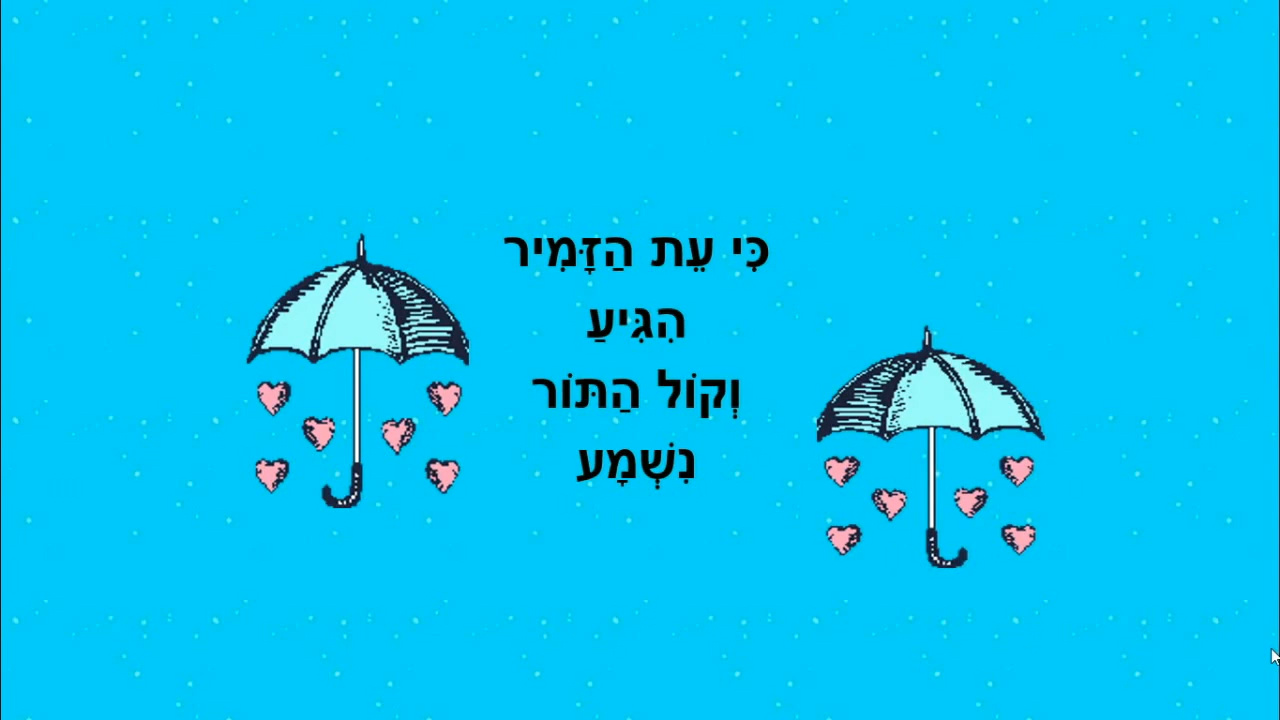 כִּי עֵת הַזָּמִיר
הִגִּיעַ
וְקוֹל הַתּוֹר
נִשְׁמָע